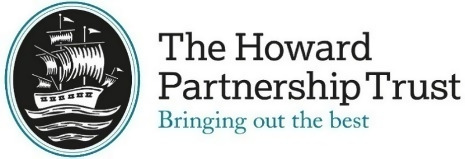 The Howard
Partnership Trust
Bringing out the best